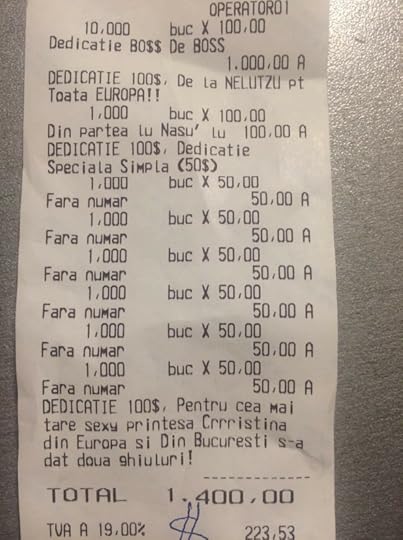 OPERATOR01
10,000 buc X 100,00
Dedicatie BO$$ De BOSS
1.000,00 A
DEDICATIE 100$, De la NELUTZU pt
Toata EUROPA!!
1,000 buc X 100,00
Din partea lu Nasu' lu 100,00 A
DEDICATIE 100$, Dedicatie
Speciala Simpla (50$)
1,000 buc X 50,00
Fara numar 50,00 A
1,000 buc X 50,00
Fara numar 50,00 A
1,000 buc X 50,00
Fara numar 50,00 A
1,000 buc X 50,00
Fara numar 50,00 A
1,000 buc X 50,00
Fara numar 50,00 A
1,000 buc X 50,00
Fara numar 50,00 A
DEDICATIE 100$, Pentru cea mai
tare sexy printesa Crrristina
din Europa si Din Bucuresti s-a
dat doua ghiuluri!
TOTAL 1.400,00
TVA A 19,00% $ 223,53